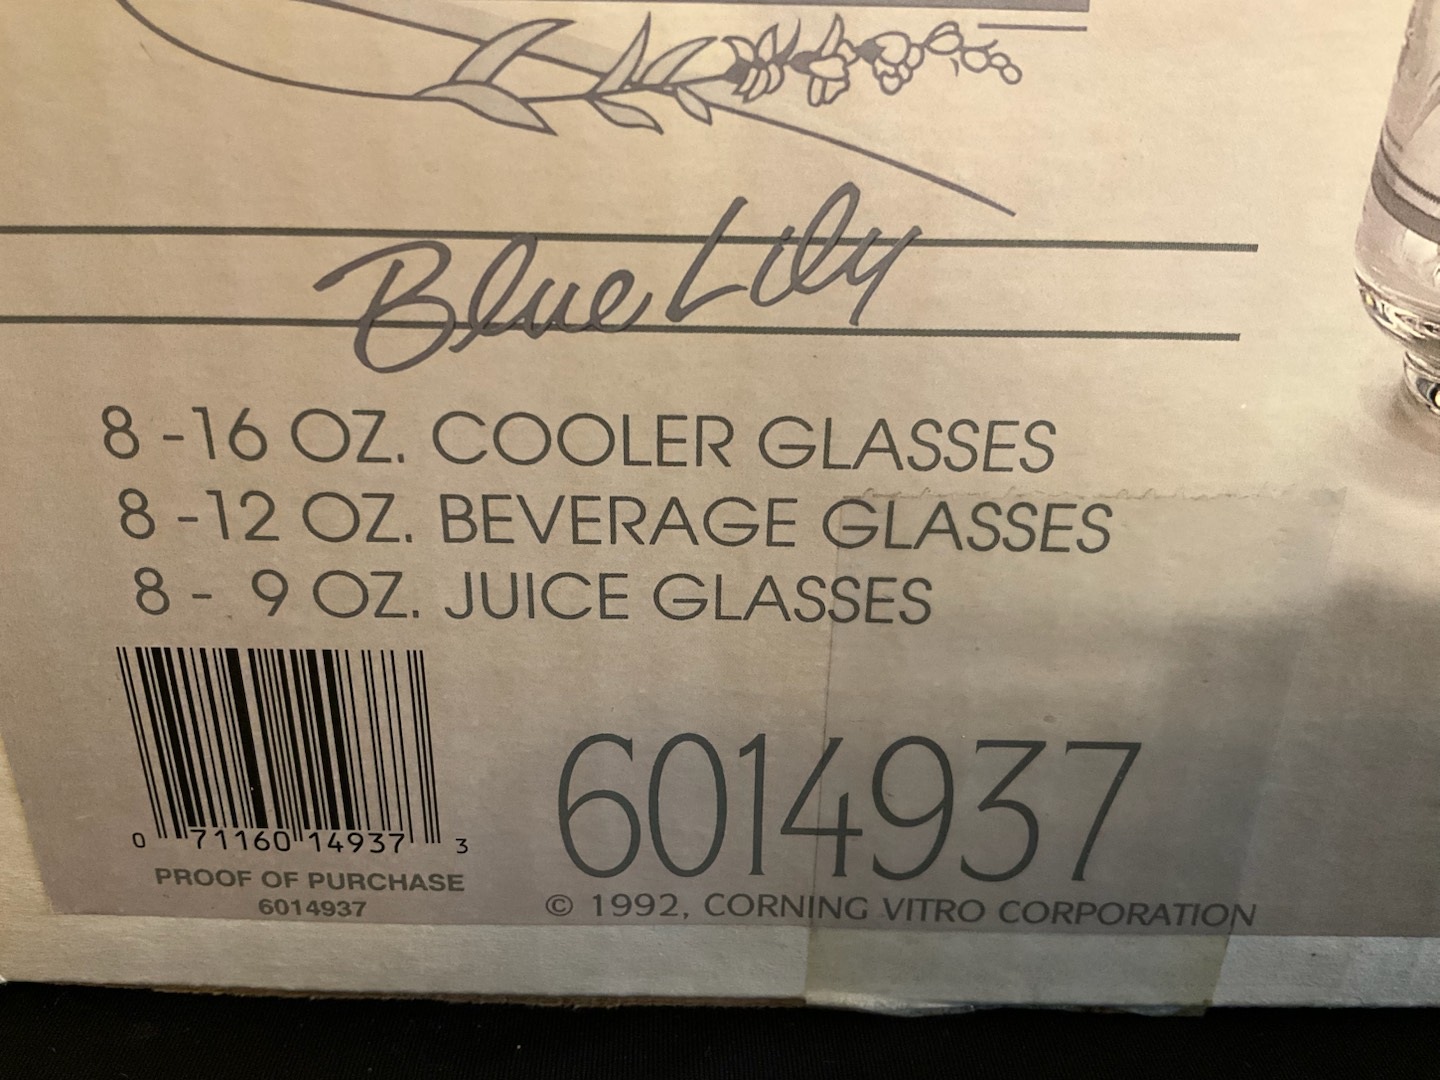 Blue Lily
8 -16 OZ. COOLER GLASSES
8 -12 OZ. BEVERAGE GLASSES
8 - 9 OZ. JUICE GLASSES
0 71160 14937 3
PROOF OF PURCHASE
6014937
6014937
© 1992, CORNING VITRO CORPORATION